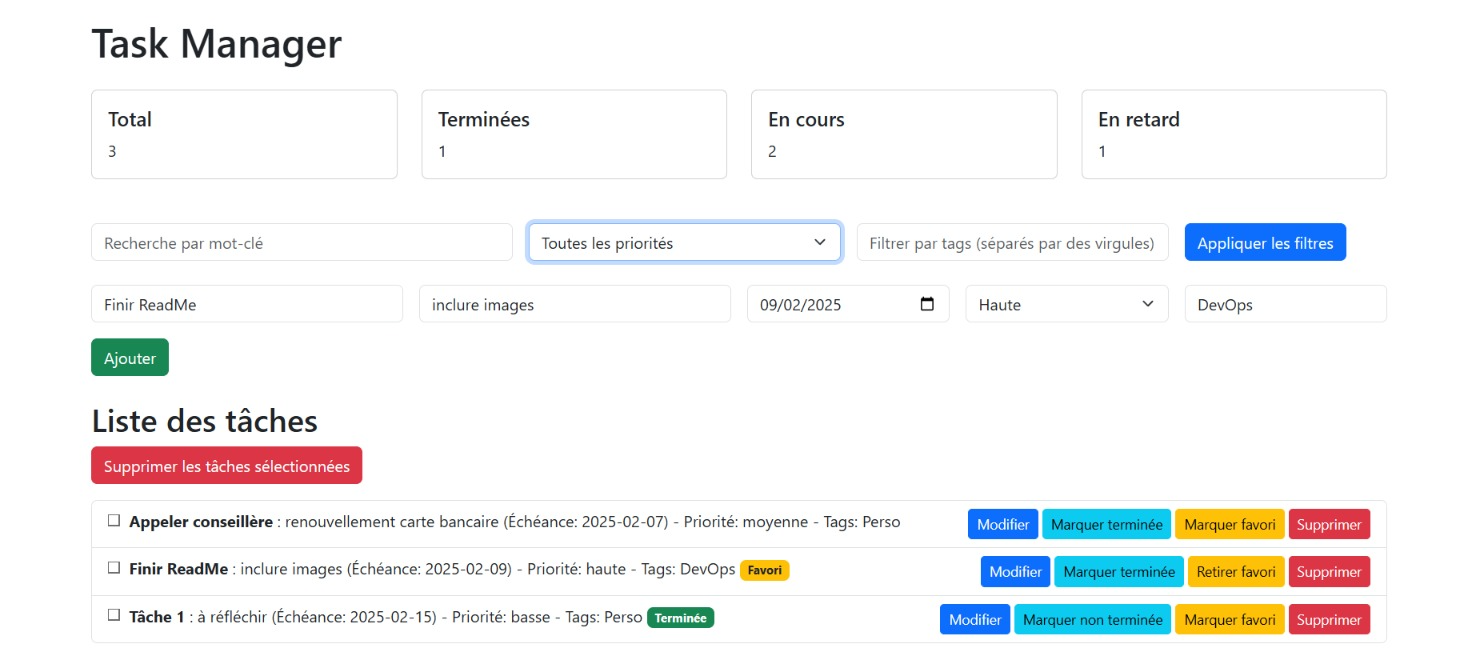 Task Manager
Total
3
Terminées
1
En cours
2
En retard
1
Recherche par mot-clé
Toutes les priorités
Filtrer par tags (séparés par des virgules)
Appliquer les filtres
Finir ReadMe
inclure images
09/02/2025
Haute
DevOps
Ajouter
Liste des tâches
Supprimer les tâches sélectionnées
Appeler conseillère : renouvellement carte bancaire (Échéance: 2025-02-07) - Priorité: moyenne - Tags: Perso
Modifier
Marquer terminée
Marquer favori
Supprimer
Finir ReadMe : inclure images (Échéance: 2025-02-09) - Priorité: haute - Tags: DevOps Favori
Modifier
Marquer terminée
Retirer favori
Supprimer
Tâche 1 : à réfléchir (Échéance: 2025-02-15) - Priorité: basse - Tags: Perso Terminée
Modifier
Marquer non terminée
Marquer favori
Supprimer